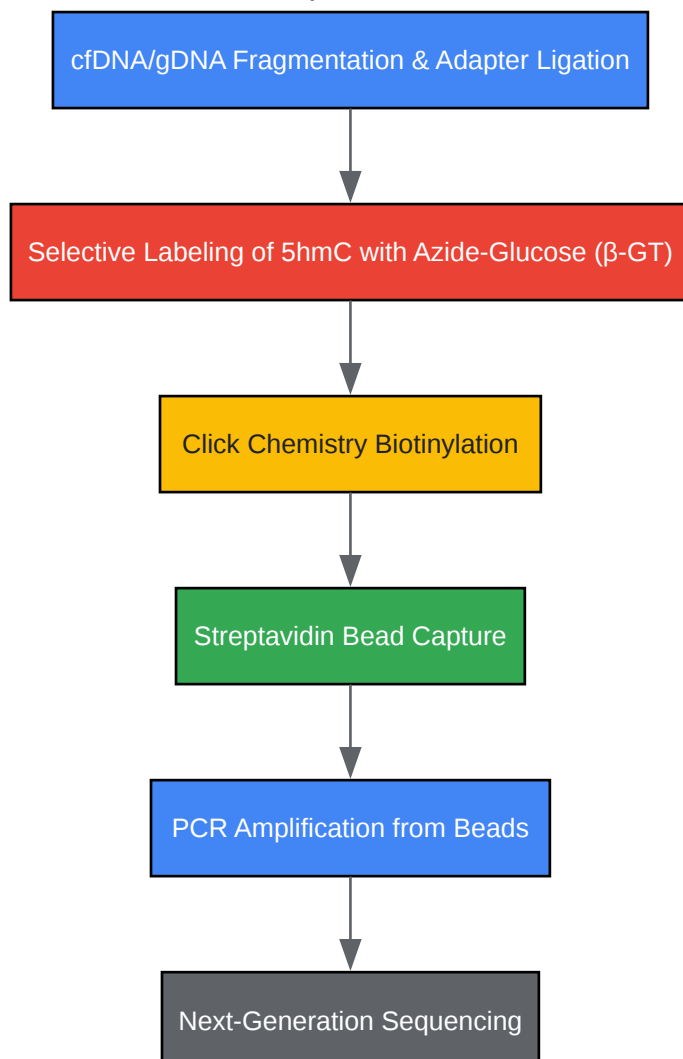 cfDNA/gDNA Fragmentation & Adapter Ligation
Selective Labeling of 5hmC with Azide-Glucose (β-GT)
Click Chemistry Biotinylation
Streptavidin Bead Capture
PCR Amplification from Beads
Next-Generation Sequencing